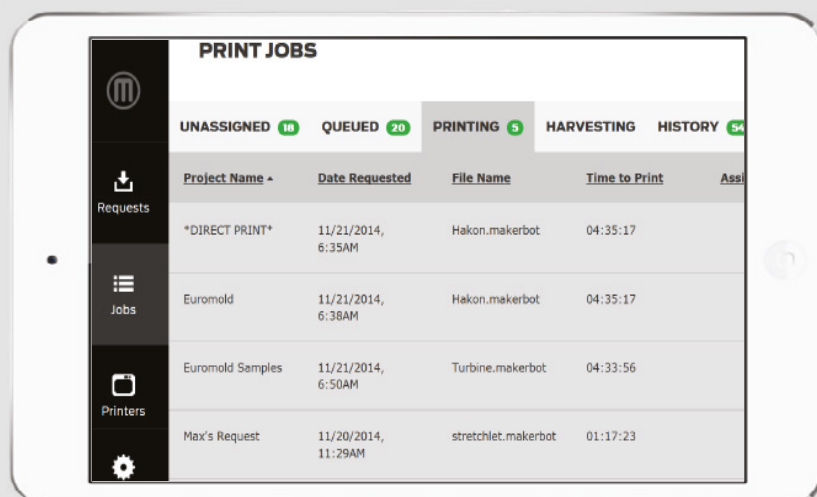 PRINT JOBS
UNASSIGNED 18 QUEUED 20 PRINTING 5 HARVESTING HISTORY 54
Project Name Date Requested File Name Time to Print Assi
Requests
*DIRECT PRINT* 11/21/2014, Hakon.makerbot 04:35:17
6:35AM
Jobs
Euromold 11/21/2014, Hakon.makerbot 04:35:17
6:38AM
Euromold Samples 11/21/2014, Turbine.makerbot 04:33:56
6:50AM
Printers
Max's Request 11/20/2014, stretchlet.makerbot 01:17:23
11:29AM